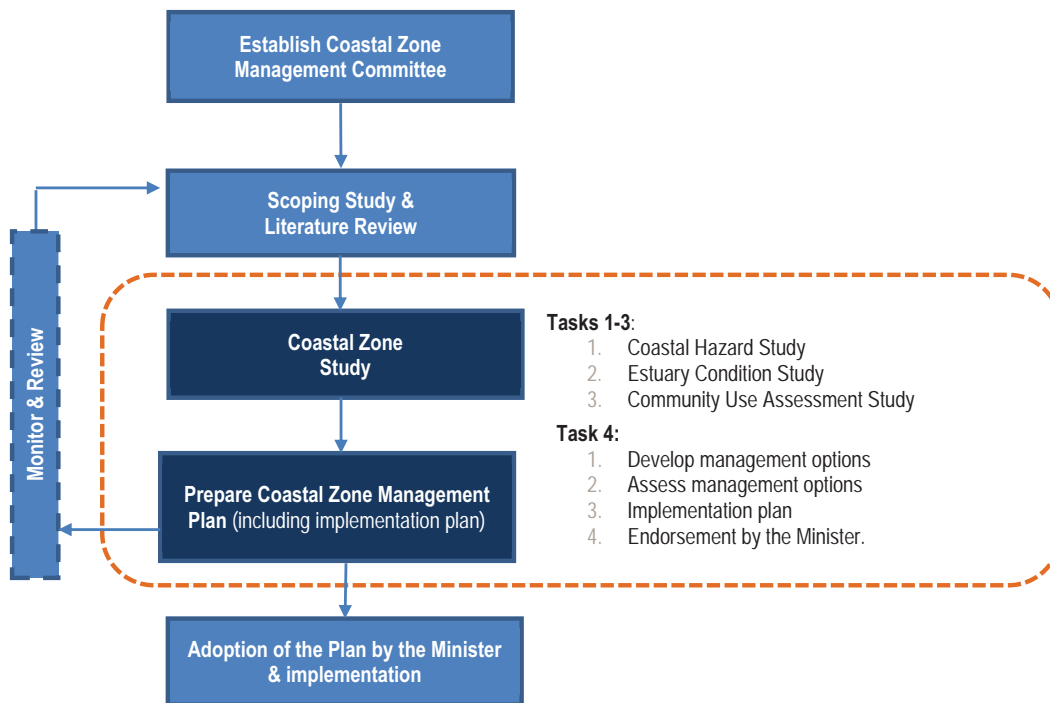 Establish Coastal Zone
Management Committee
Scoping Study &
Literature Review
Monitor & Review
Coastal Zone
Study
Tasks 1-3:
1. Coastal Hazard Study
2. Estuary Condition Study
3. Community Use Assessment Study
Task 4:
1. Develop management options
2. Assess management options
3. Implementation plan
4. Endorsement by the Minister.
Prepare Coastal Zone Management
Plan (including implementation plan)
Adoption of the Plan by the Minister
& implementation